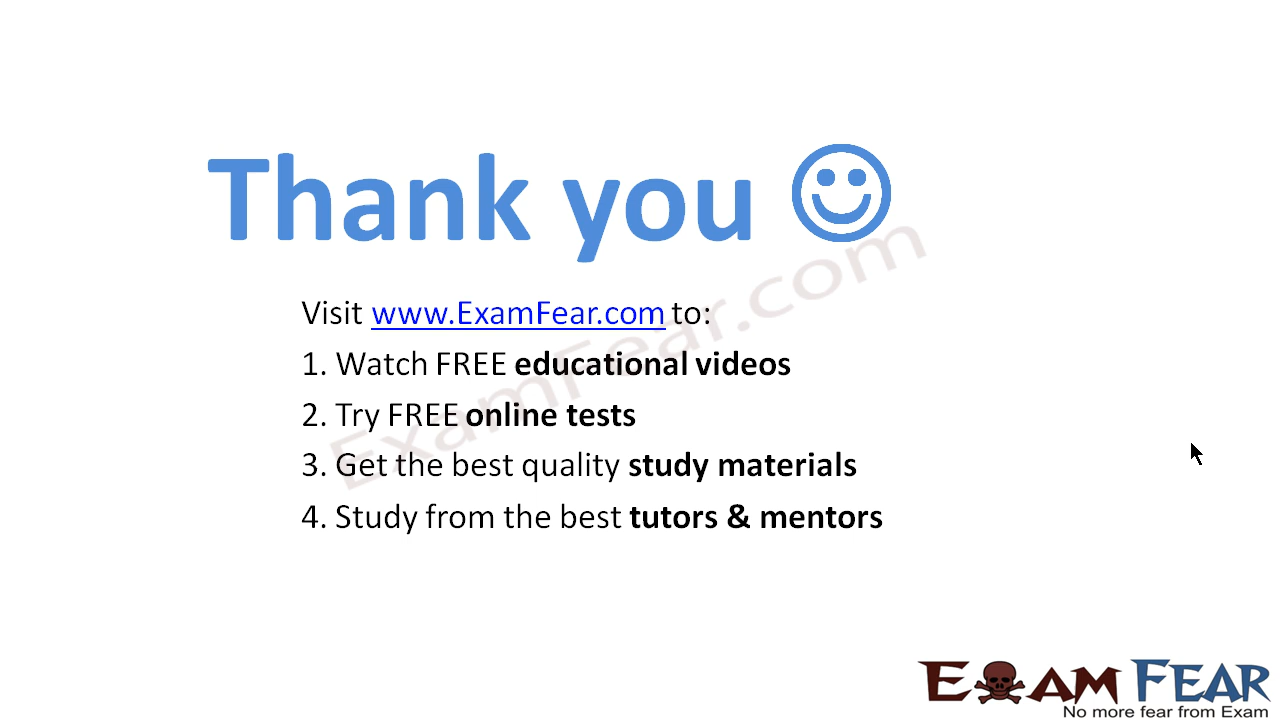 Thank you ☺
Visit www.ExamFear.com to:
1. Watch FREE educational videos
2. Try FREE online tests
3. Get the best quality study materials
4. Study from the best tutors & mentors
ExamFear.com
EXAM FEAR
No more fear from Exam